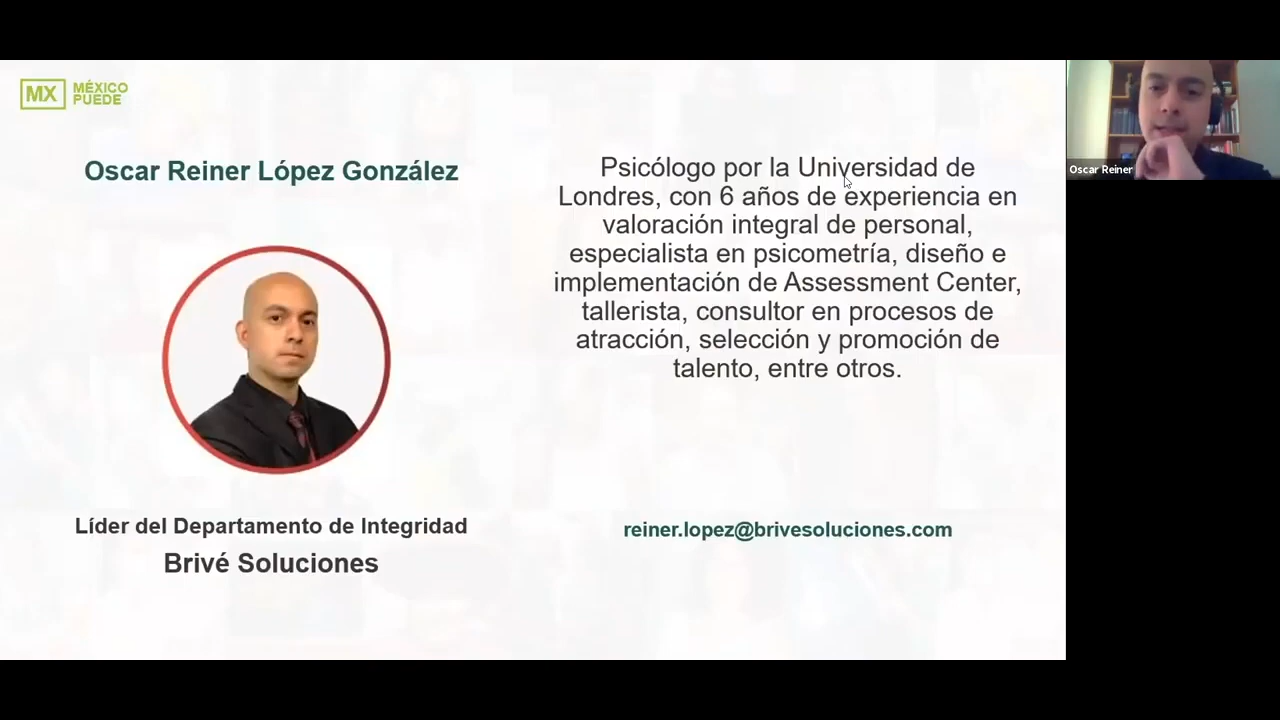 MX MÉXICO
PUEDE
Oscar Reiner López González
Psicólogo por la Universidad de
Londres, con 6 años de experiencia en
valoración integral de personal,
especialista en psicometría, diseño e
implementación de Assessment Center,
tallerista, consultor en procesos de
atracción, selección y promoción de
talento, entre otros.
Líder del Departamento de Integridad
Brivé Soluciones
reiner.lopez@brivesoluciones.com
Oscar Reiner